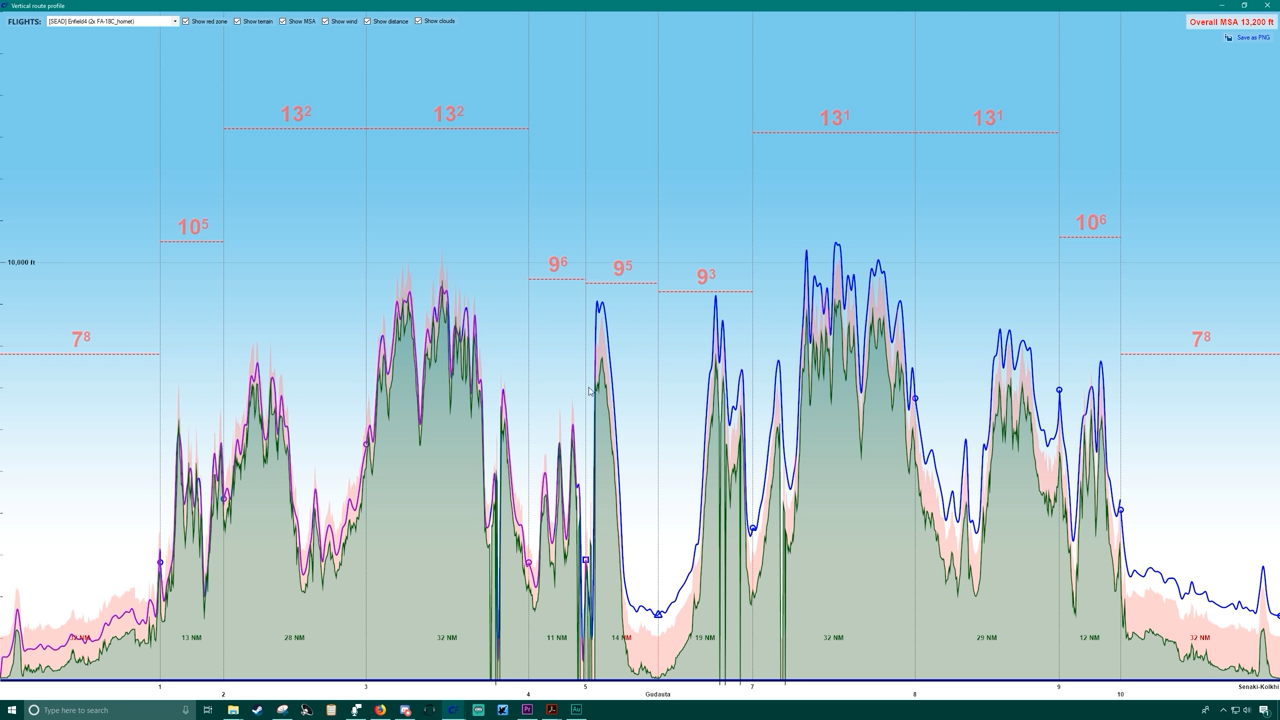 Vertical route profile
FLIGHTS: [SEAD] Enfield4 (2x FA-18C_hornet) Show red zone Show terrain Show MSA Show wind Show distance Show clouds
Overall MSA 13,200 ft
Save as PNG
13² 13² 13¹ 13¹
10⁵ 10⁶
9⁶ 9⁵ 9³
10,000 ft
7⁸ 7⁸
32 NM 13 NM 28 NM 32 NM 11 NM 14 NM 19 NM 32 NM 29 NM 12 NM 32 NM
1 3 5 7 9 Senaki-Kolkhi
2 4 Gudauta 8 10
Type here to search